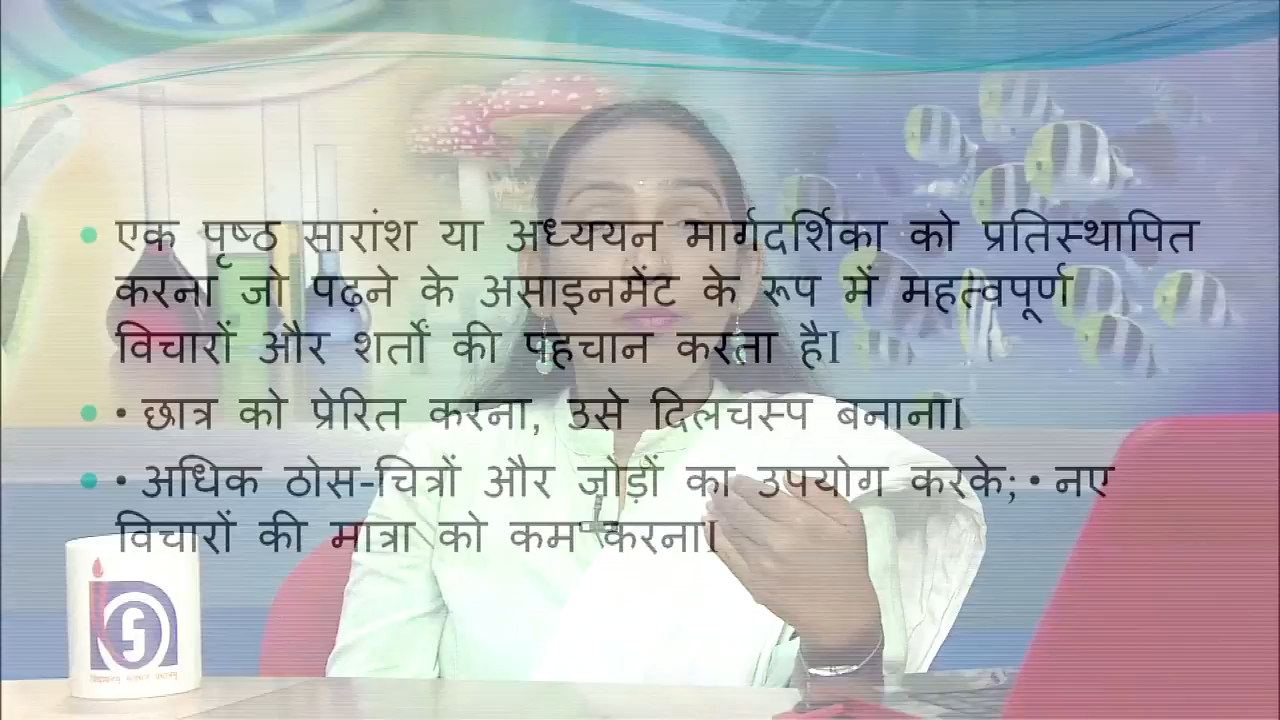 • एक पृष्ठ सारांश या अध्ययन मार्गदर्शिका को प्रतिस्थापित
करना जो पढ़ने के असाइनमेंट के रूप में महत्वपूर्ण
विचारों और शर्तों की पहचान करता हैI
• • छात्र को प्रेरित करना, उसे दिलचस्प बनानाI
• • अधिक ठोस-चित्रों और जोड़ों का उपयोग करके; • नए
विचारों की मात्रा को कम करनाI